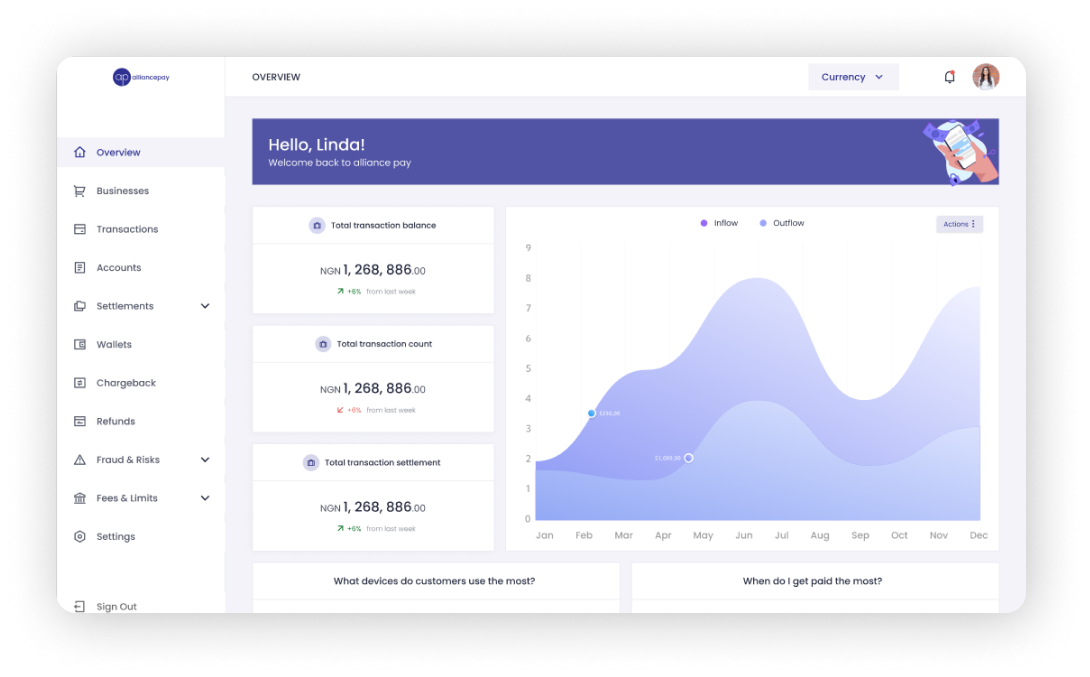 ap alliancepay
OVERVIEW
Currency
Overview
Businesses
Transactions
Accounts
Settlements
Wallets
Chargeback
Refunds
Fraud & Risks
Fees & Limits
Settings
Sign Out
Hello, Linda!
Welcome back to alliance pay
Total transaction balance
NGN 1, 268, 886.00
+6% from last week
Total transaction count
NGN 1, 268, 886.00
+6% from last week
Total transaction settlement
NGN 1, 268, 886.00
+6% from last week
Inflow Outflow
Actions
9
8
7
6
5
4
3
2
1
0
Jan Feb Mar Apr May Jun Jul Aug Sep Oct Nov Dec
What devices do customers use the most?
When do I get paid the most?